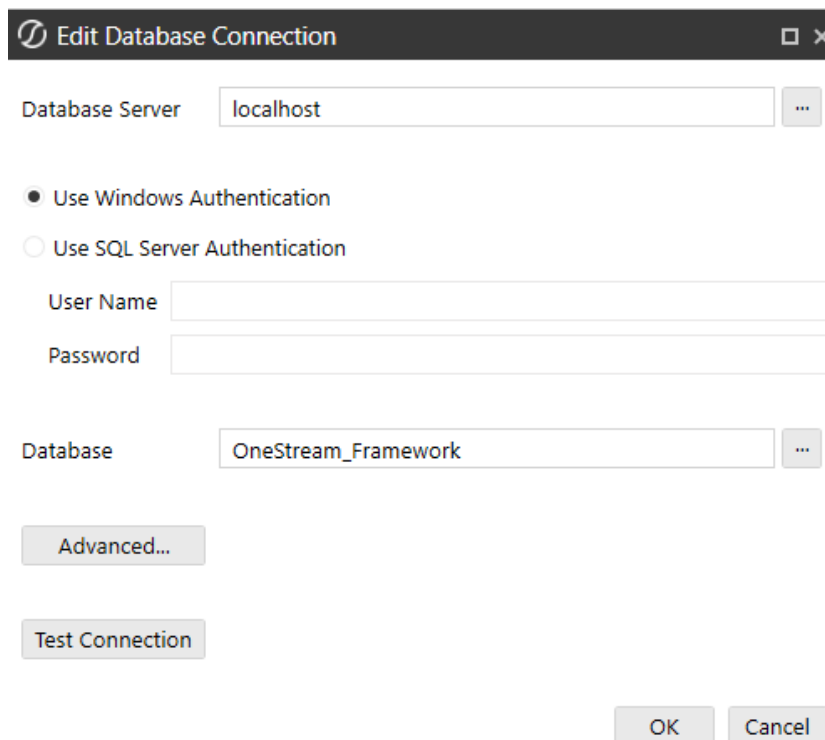 Edit Database Connection
Database Server localhost ...
Use Windows Authentication
Use SQL Server Authentication
User Name
Password
Database OneStream_Framework ...
Advanced...
Test Connection
OK Cancel